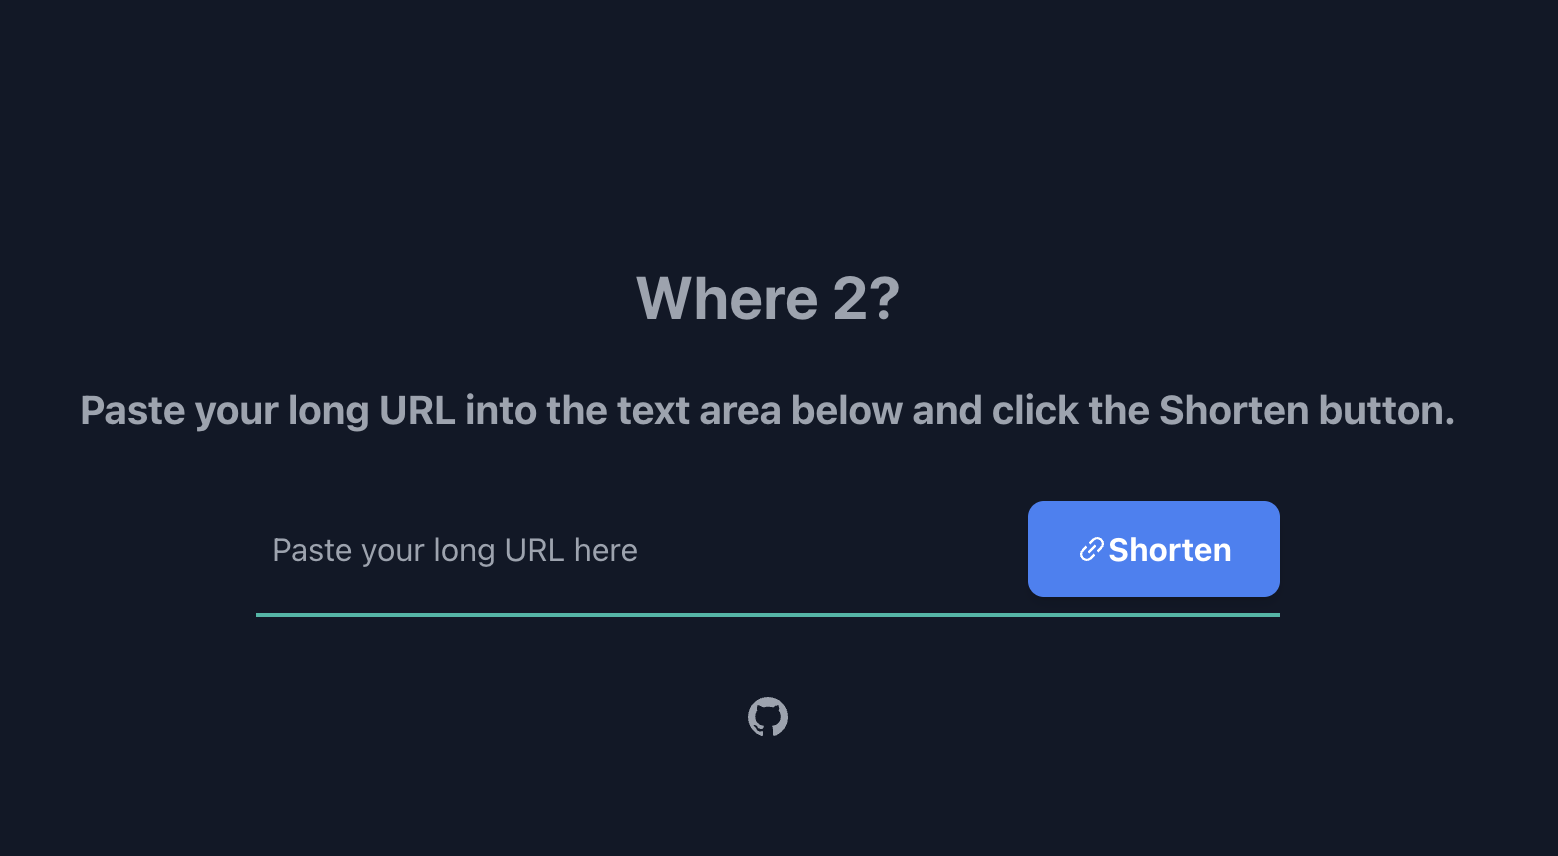 Where 2?
Paste your long URL into the text area below and click the Shorten button.
Paste your long URL here
Shorten